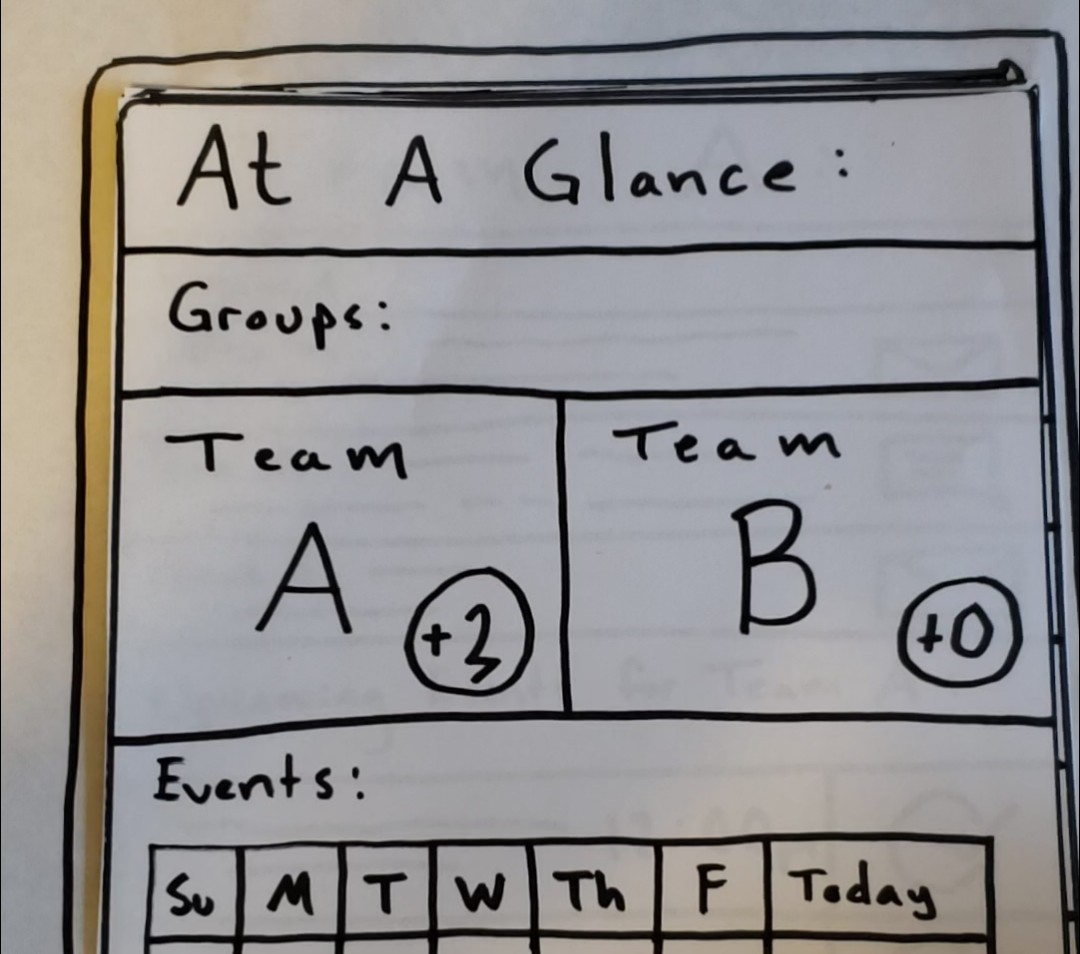 At A Glance:
Groups:
Team Team
A +3 B +0
Events:
Su M T W Th F Today